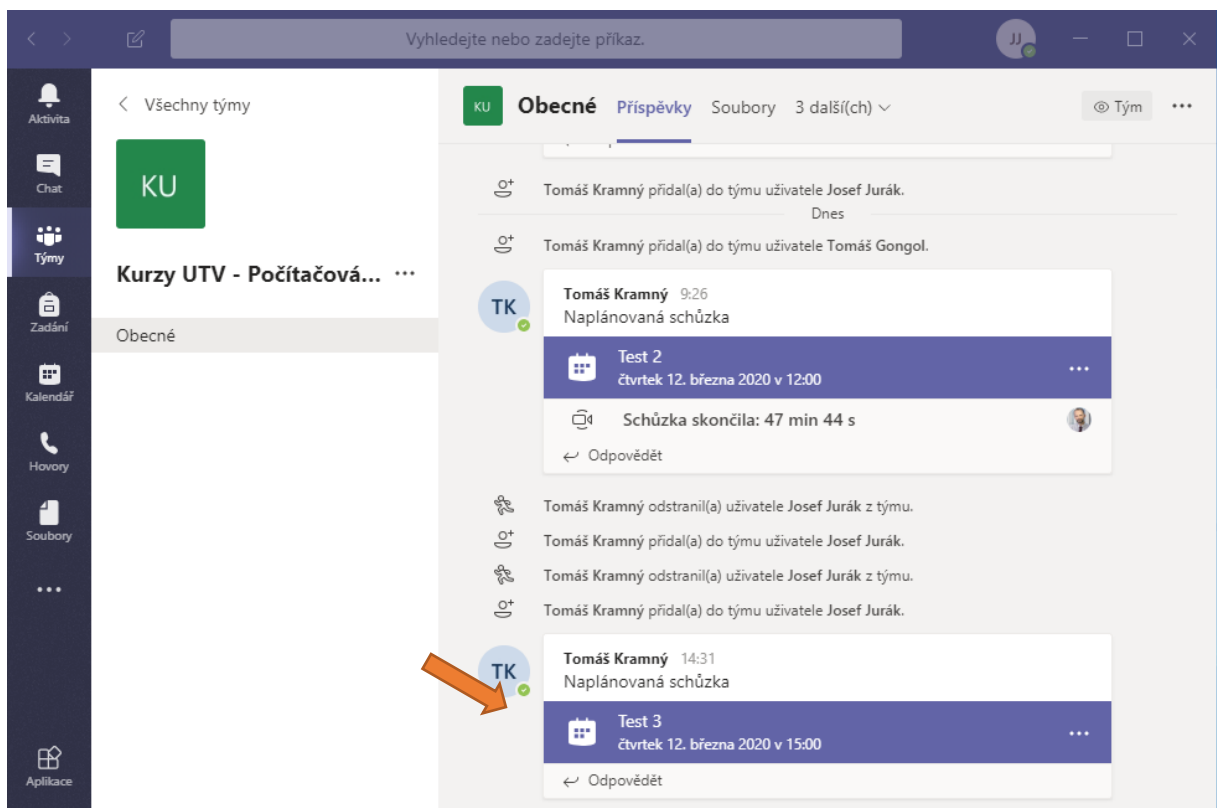 Vyhledejte nebo zadejte příkaz.
JJ
Aktivita
Chat
Týmy
Zadání
Kalendář
Hovory
Soubory
Aplikace
Všechny týmy
KU
Kurzy UTV - Počítačová...
Obecné
KU
Obecné Příspěvky Soubory 3 další(ch)
Tým
Tomáš Kramný přidal(a) do týmu uživatele Josef Jurák.
Dnes
Tomáš Kramný přidal(a) do týmu uživatele Tomáš Gongol.
TK
Tomáš Kramný 9:26
Naplánovaná schůzka
Test 2
čtvrtek 12. března 2020 v 12:00
Schůzka skončila: 47 min 44 s
Odpovědět
Tomáš Kramný odstranil(a) uživatele Josef Jurák z týmu.
Tomáš Kramný přidal(a) do týmu uživatele Josef Jurák.
Tomáš Kramný odstranil(a) uživatele Josef Jurák z týmu.
Tomáš Kramný přidal(a) do týmu uživatele Josef Jurák.
TK
Tomáš Kramný 14:31
Naplánovaná schůzka
Test 3
čtvrtek 12. března 2020 v 15:00
Odpovědět